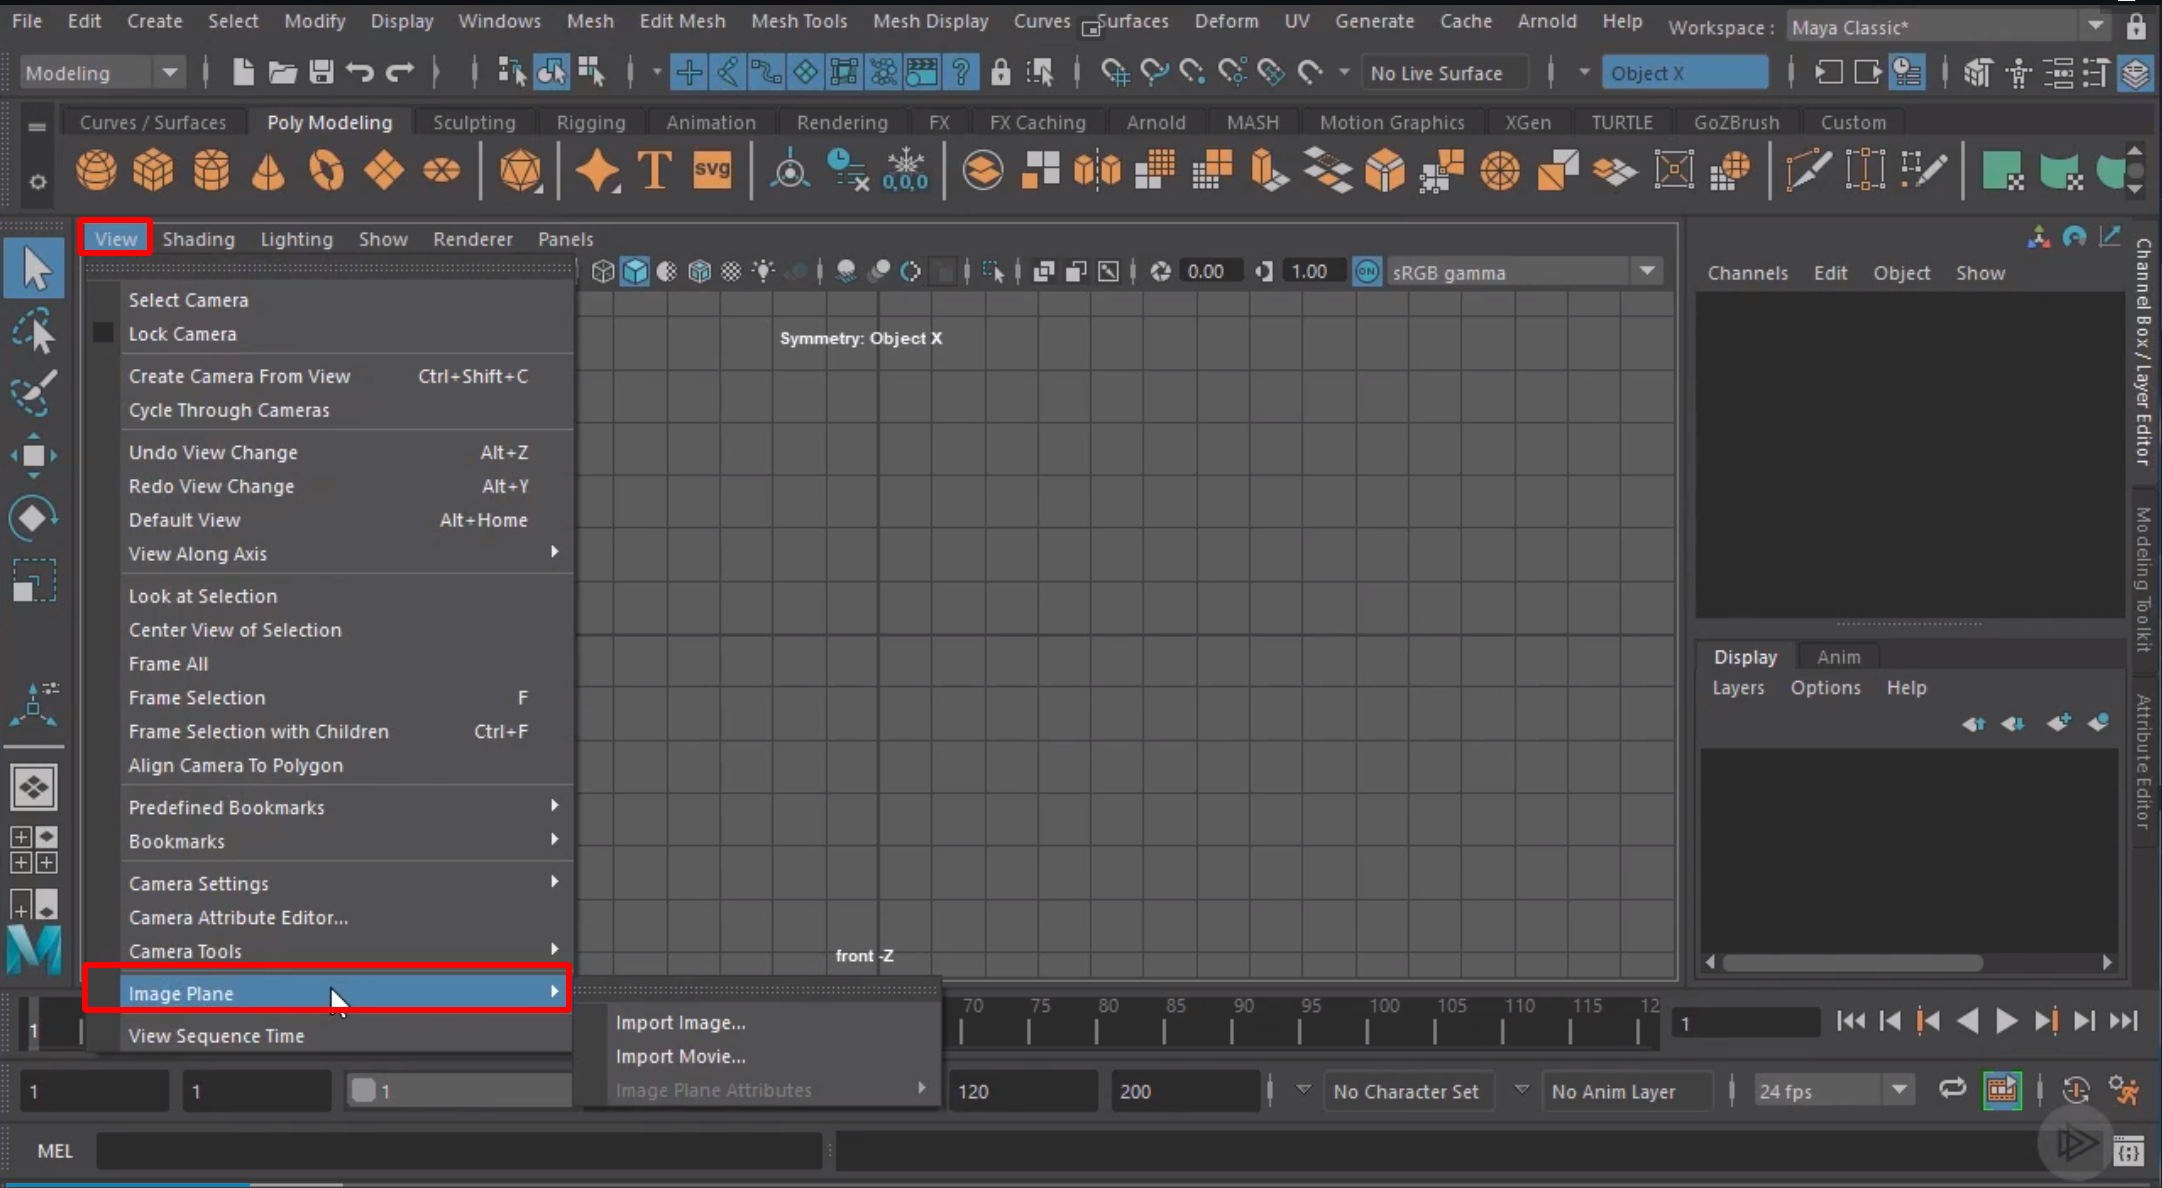 File Edit Create Select Modify Display Windows Mesh Edit Mesh Mesh Tools Mesh Display Curves Surfaces Deform UV Generate Cache Arnold Help Workspace : Maya Classic*
Modeling No Live Surface Object X
Curves / Surfaces Poly Modeling Sculpting Rigging Animation Rendering FX FX Caching Arnold MASH Motion Graphics XGen TURTLE GoZBrush Custom
T svg 0,0,0
View Shading Lighting Show Renderer Panels
0.00 1.00 ON sRGB gamma
Select Camera
Lock Camera
Create Camera From View Ctrl+Shift+C
Cycle Through Cameras
Undo View Change Alt+Z
Redo View Change Alt+Y
Default View Alt+Home
View Along Axis
Look at Selection
Center View of Selection
Frame All
Frame Selection F
Frame Selection with Children Ctrl+F
Align Camera To Polygon
Predefined Bookmarks
Bookmarks
Camera Settings
Camera Attribute Editor...
Camera Tools
Image Plane
View Sequence Time
Import Image...
Import Movie...
Image Plane Attributes
Symmetry: Object X
front -Z
Channels Edit Object Show
Display Anim
Layers Options Help
Channel Box / Layer Editor
Modeling Toolkit
Attribute Editor
1 70 75 80 85 90 95 100 105 110 115 12 1
1 1 1 120 200 No Character Set No Anim Layer 24 fps
MEL